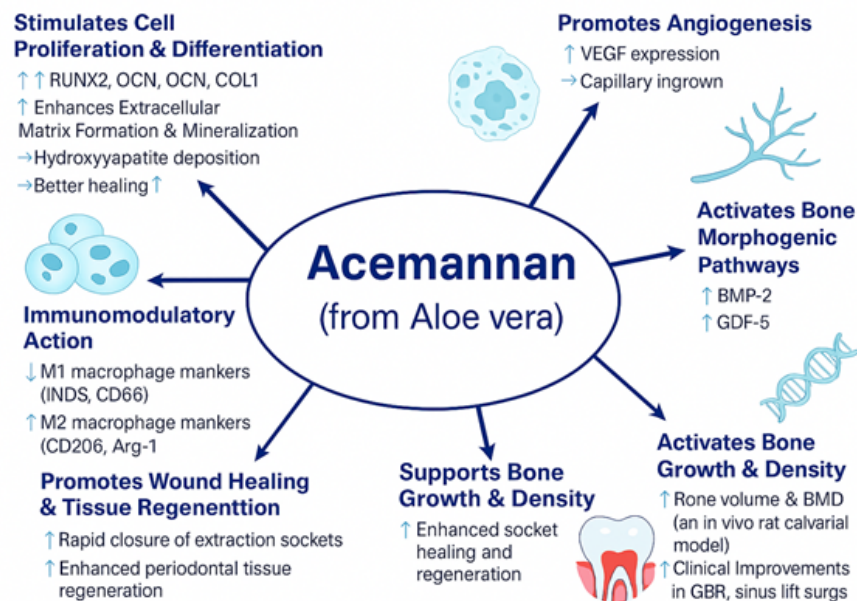 Stimulates Cell
Proliferation & Differentiation
↑↑ RUNX2, OCN, OCN, COL1
↑ Enhances Extracellular
Matrix Formation & Mineralization
→Hydroxyyapatite deposition
→Better healing↑
Promotes Angiogenesis
↑ VEGF expression
→Capillary ingrown
Activates Bone
Morphogenic
Pathways
↑ BMP-2
↑ GDF-5
Acemannan
(from Aloe vera)
Immunomodulatory
Action
↓ M1 macrophage mankers
(INDS, CD66)
↑ M2 macrophage mankers
(CD206, Arg-1
Promotes Wound Healing
& Tissue Regenenttion
↑ Rapid closure of extraction sockets
↑ Enhanced periodontal tissue
regeneration
Supports Bone
Growth & Density
↑ Enhanced socket
healing and
regeneration
Activates Bone
Growth & Density
↑ Rone volume & BMD
(an in vivo rat calvarial
model)
↑ Clinical Improvements
in GBR, sinus lift surgs